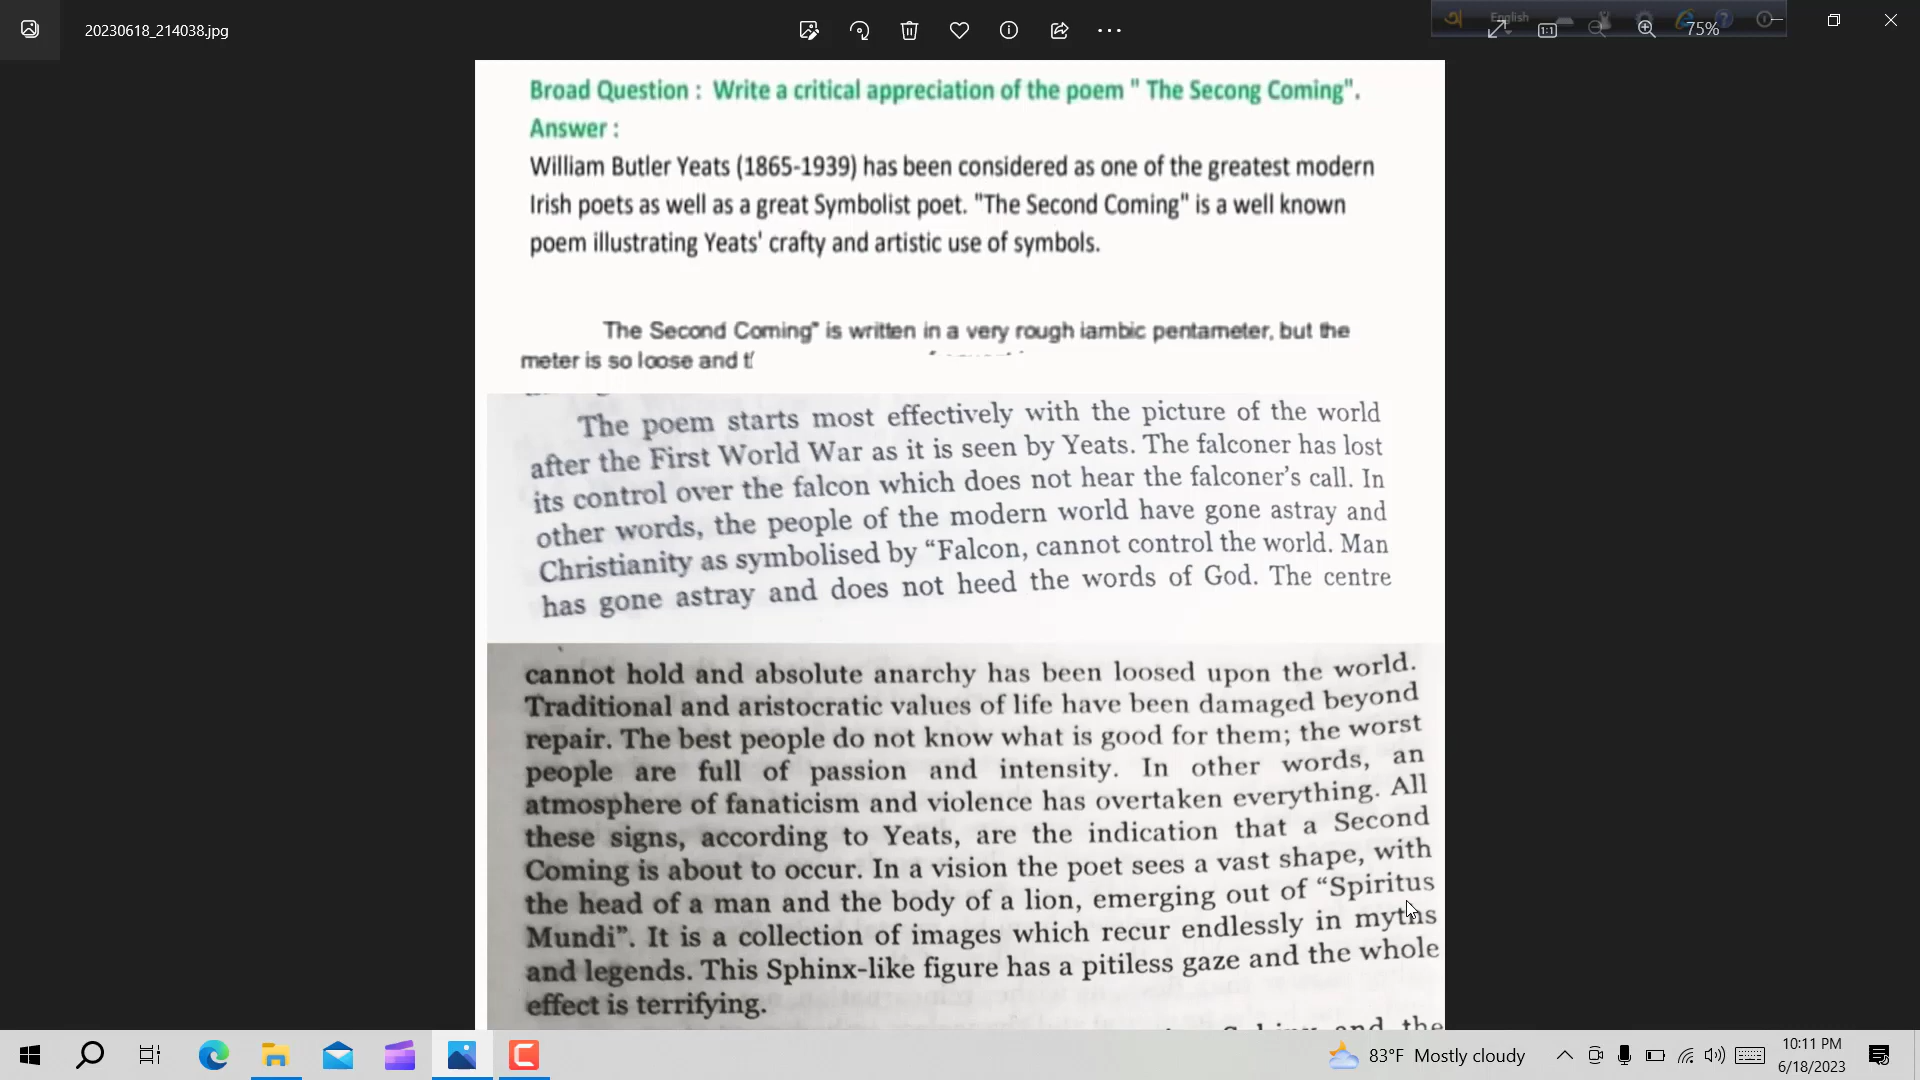 20230618_214038.jpg
English
75%
Broad Question : Write a critical appreciation of the poem " The Secong Coming".
Answer :
William Butler Yeats (1865-1939) has been considered as one of the greatest modern
Irish poets as well as a great Symbolist poet. "The Second Coming" is a well known
poem illustrating Yeats' crafty and artistic use of symbols.
The Second Coming" is written in a very rough iambic pentameter, but the
meter is so loose and
The poem starts most effectively with the picture of the world
after the First World War as it is seen by Yeats. The falconer has lost
its control over the falcon which does not hear the falconer's call. In
other words, the people of the modern world have gone astray and
Christianity as symbolised by “Falcon, cannot control the world. Man
has gone astray and does not heed the words of God. The centre
cannot hold and absolute anarchy has been loosed upon the world.
Traditional and aristocratic values of life have been damaged beyond
repair. The best people do not know what is good for them; the worst
people are full of passion and intensity. In other words, an
atmosphere of fanaticism and violence has overtaken everything. All
these signs, according to Yeats, are the indication that a Second
Coming is about to occur. In a vision the poet sees a vast shape, with
the head of a man and the body of a lion, emerging out of “Spiritus
Mundi”. It is a collection of images which recur endlessly in myths
and legends. This Sphinx-like figure has a pitiless gaze and the whole
effect is terrifying.
and the
83°F Mostly cloudy
10:11 PM
6/18/2023